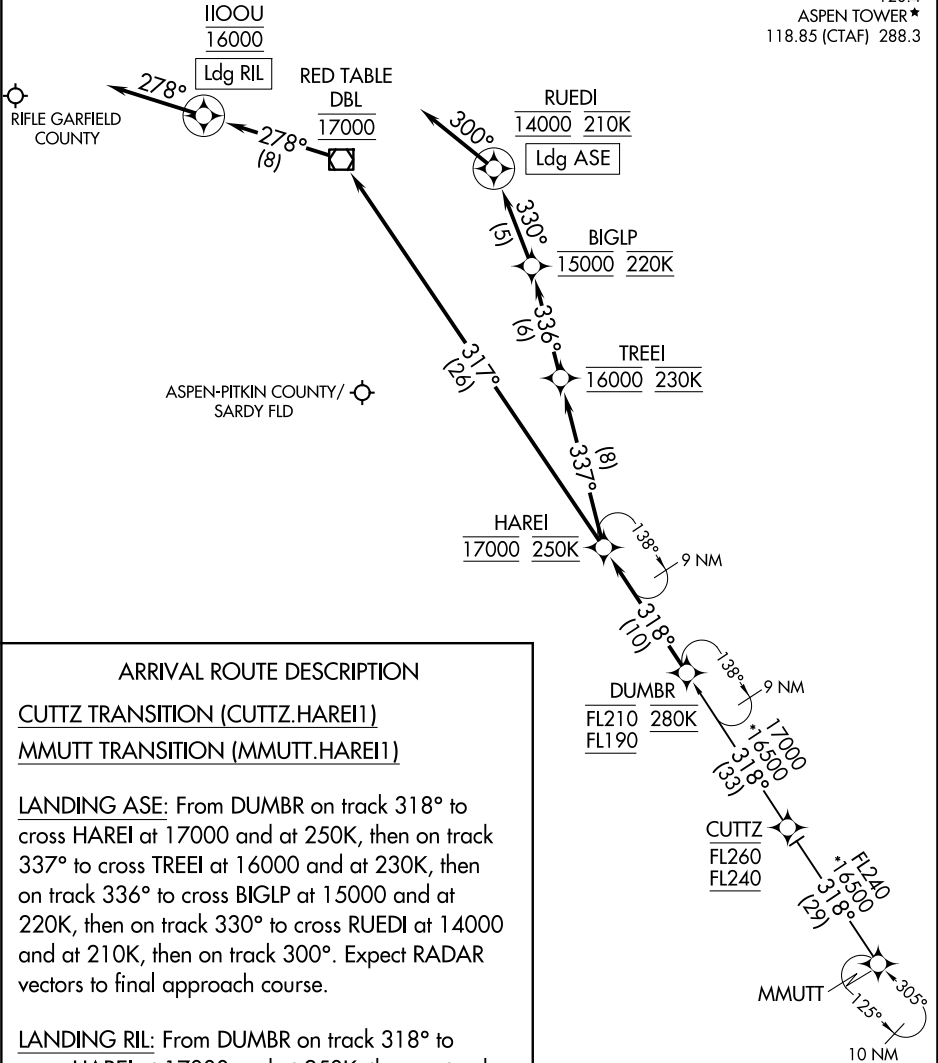 ASPEN TOWER★
118.85 (CTAF) 288.3
IIOOU
16000
Ldg RIL
278°
RIFLE GARFIELD
COUNTY
278°
(8)
RED TABLE
DBL
17000
300°
RUEDI
14000 210K
Ldg ASE
330°
(5)
BIGLP
15000 220K
336°
(6)
TREEI
16000 230K
317°
(26)
ASPEN-PITKIN COUNTY/
SARDY FLD
337°
(8)
HAREI
17000 250K
138°
9 NM
318°
(10)
138°
9 NM
DUMBR
FL210 280K
FL190
17000
*16500
318°
(33)
CUTTZ
FL260
FL240
FL240
*16500
318°
(29)
MMUTT
305°
125°
10 NM
ARRIVAL ROUTE DESCRIPTION
CUTTZ TRANSITION (CUTTZ.HAREI1)
MMUTT TRANSITION (MMUTT.HAREI1)
LANDING ASE: From DUMBR on track 318° to
cross HAREI at 17000 and at 250K, then on track
337° to cross TREEI at 16000 and at 230K, then
on track 336° to cross BIGLP at 15000 and at
220K, then on track 330° to cross RUEDI at 14000
and at 210K, then on track 300°. Expect RADAR
vectors to final approach course.
LANDING RIL: From DUMBR on track 318° to